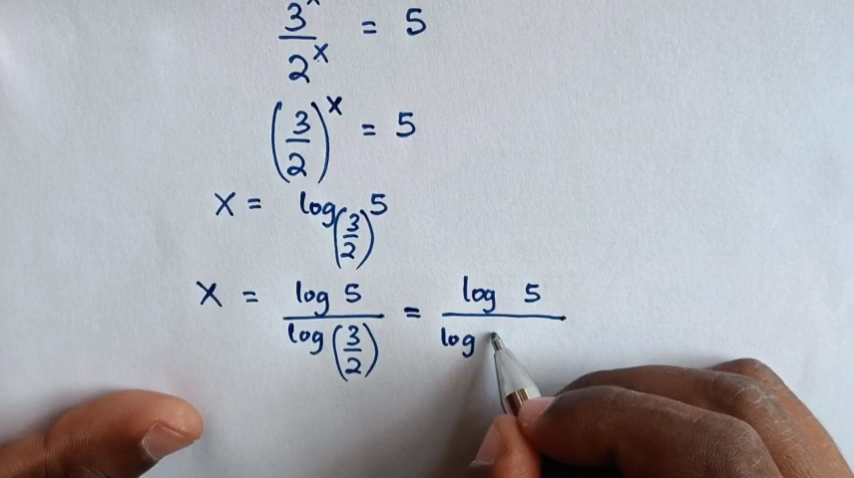 3^x/2^x = 5
(3/2)^x = 5
x = log_(3/2) 5
x = log 5 / log (3/2) = log 5 / log